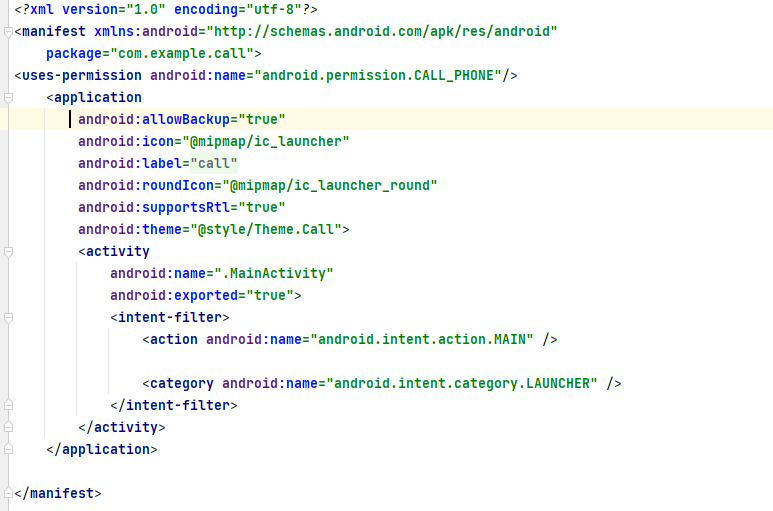 <?xml version="1.0" encoding="utf-8"?>
<manifest xmlns:android="http://schemas.android.com/apk/res/android"
    package="com.example.call">
<uses-permission android:name="android.permission.CALL_PHONE"/>
    <application
        android:allowBackup="true"
        android:icon="@mipmap/ic_launcher"
        android:label="call"
        android:roundIcon="@mipmap/ic_launcher_round"
        android:supportsRtl="true"
        android:theme="@style/Theme.Call">
        <activity
            android:name=".MainActivity"
            android:exported="true">
            <intent-filter>
                <action android:name="android.intent.action.MAIN" />

                <category android:name="android.intent.category.LAUNCHER" />
            </intent-filter>
        </activity>
    </application>

</manifest>